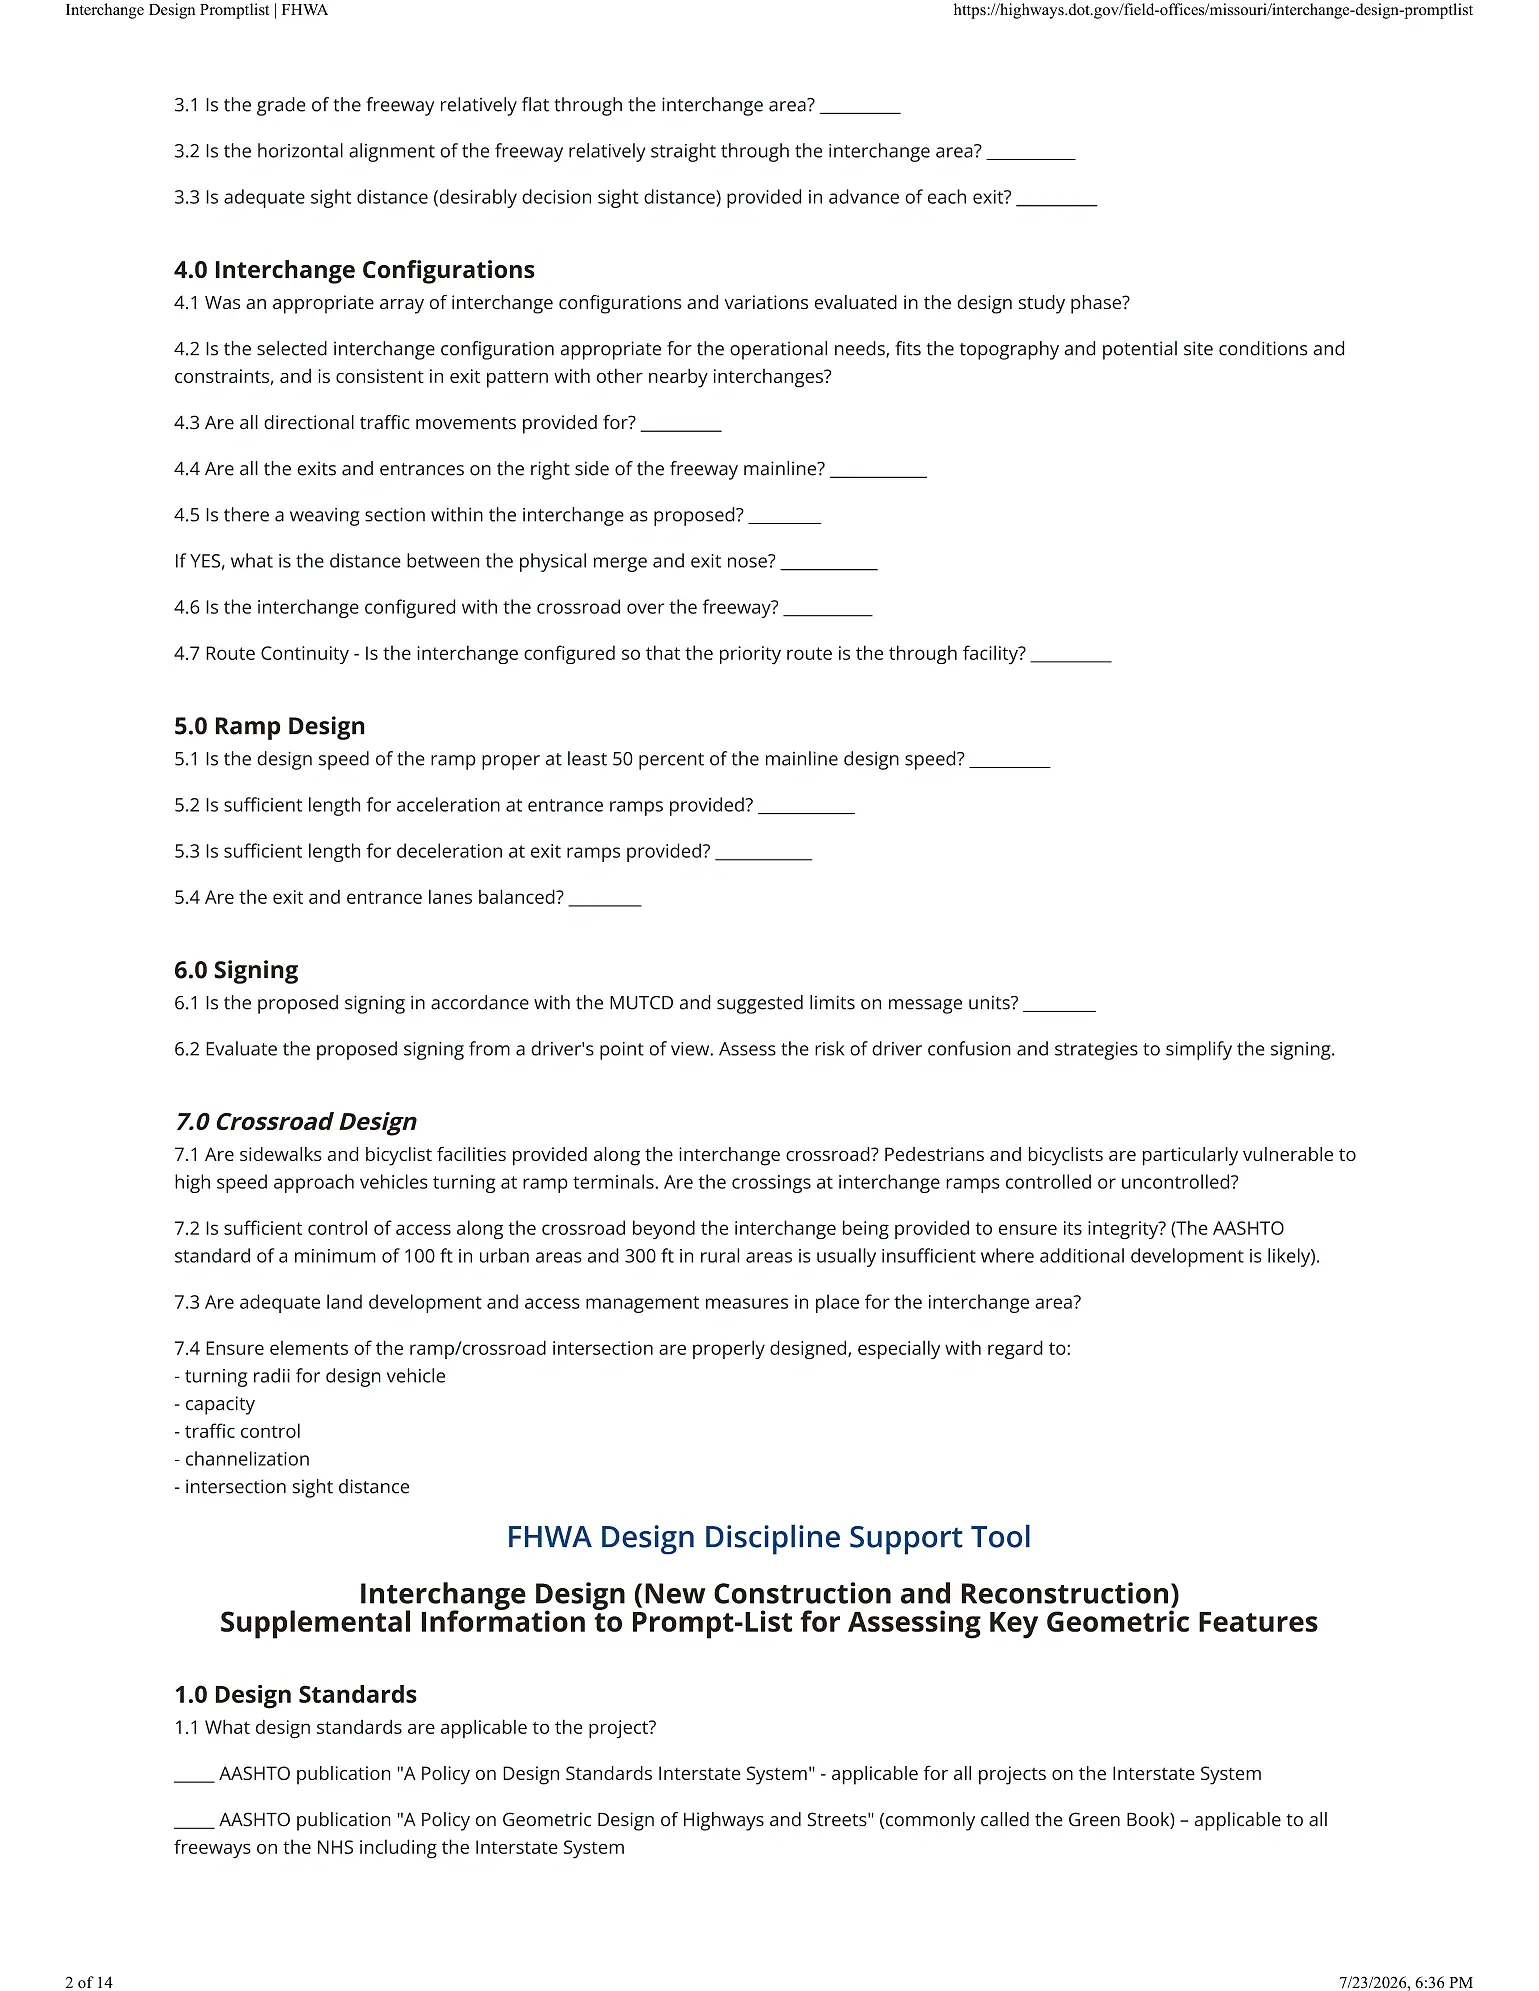 Interchange Design Promptlist | FHWA
https://highways.dot.gov/field-offices/missouri/interchange-design-promptlist
3.1 Is the grade of the freeway relatively flat through the interchange area? __________
3.2 Is the horizontal alignment of the freeway relatively straight through the interchange area? ___________
3.3 Is adequate sight distance (desirably decision sight distance) provided in advance of each exit? __________
4.0 Interchange Configurations
4.1 Was an appropriate array of interchange configurations and variations evaluated in the design study phase?
4.2 Is the selected interchange configuration appropriate for the operational needs, fits the topography and potential site conditions and
constraints, and is consistent in exit pattern with other nearby interchanges?
4.3 Are all directional traffic movements provided for? __________
4.4 Are all the exits and entrances on the right side of the freeway mainline? ____________
4.5 Is there a weaving section within the interchange as proposed? _________
If YES, what is the distance between the physical merge and exit nose? ____________
4.6 Is the interchange configured with the crossroad over the freeway? ___________
4.7 Route Continuity - Is the interchange configured so that the priority route is the through facility? __________
5.0 Ramp Design
5.1 Is the design speed of the ramp proper at least 50 percent of the mainline design speed? __________
5.2 Is sufficient length for acceleration at entrance ramps provided? ____________
5.3 Is sufficient length for deceleration at exit ramps provided? ____________
5.4 Are the exit and entrance lanes balanced? _________
6.0 Signing
6.1 Is the proposed signing in accordance with the MUTCD and suggested limits on message units? _________
6.2 Evaluate the proposed signing from a driver's point of view. Assess the risk of driver confusion and strategies to simplify the signing.
7.0 Crossroad Design
7.1 Are sidewalks and bicyclist facilities provided along the interchange crossroad? Pedestrians and bicyclists are particularly vulnerable to
high speed approach vehicles turning at ramp terminals. Are the crossings at interchange ramps controlled or uncontrolled?
7.2 Is sufficient control of access along the crossroad beyond the interchange being provided to ensure its integrity? (The AASHTO
standard of a minimum of 100 ft in urban areas and 300 ft in rural areas is usually insufficient where additional development is likely).
7.3 Are adequate land development and access management measures in place for the interchange area?
7.4 Ensure elements of the ramp/crossroad intersection are properly designed, especially with regard to:
- turning radii for design vehicle
- capacity
- traffic control
- channelization
- intersection sight distance
FHWA Design Discipline Support Tool
Interchange Design (New Construction and Reconstruction)
Supplemental Information to Prompt-List for Assessing Key Geometric Features
1.0 Design Standards
1.1 What design standards are applicable to the project?
_____ AASHTO publication "A Policy on Design Standards Interstate System" - applicable for all projects on the Interstate System
_____ AASHTO publication "A Policy on Geometric Design of Highways and Streets" (commonly called the Green Book) – applicable to all
freeways on the NHS including the Interstate System
2 of 14
7/23/2026, 6:36 PM